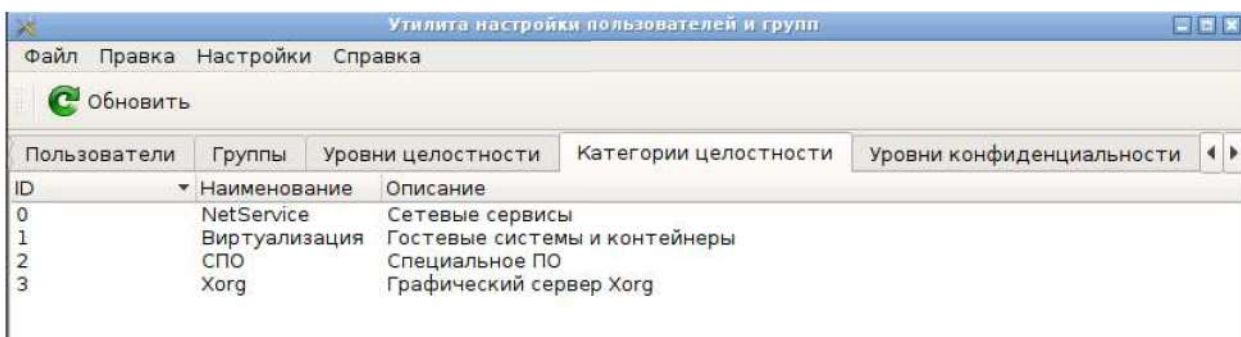 Утилита настройки пользователей и групп
Файл Правка Настройки Справка
Обновить
Пользователи Группы Уровни целостности Категории целостности Уровни конфиденциальности
ID Наименование Описание
0 NetService Сетевые сервисы
1 Виртуализация Гостевые системы и контейнеры
2 СПО Специальное ПО
3 Xorg Графический сервер Xorg